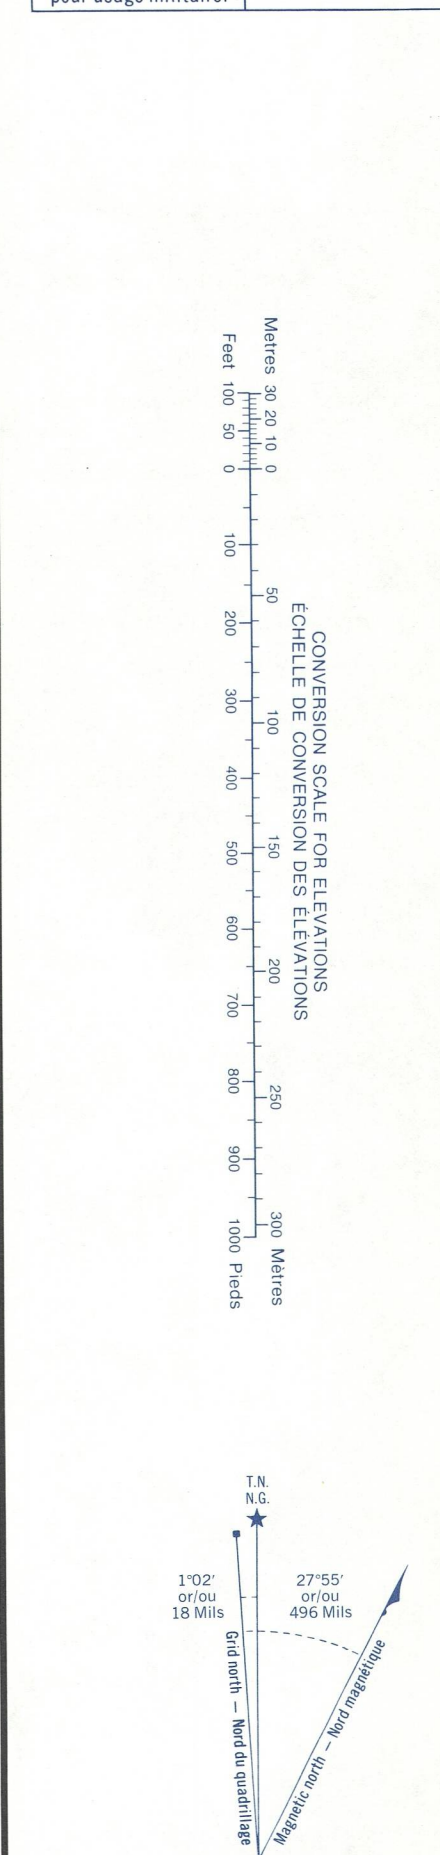 pour usage militaire.
CONVERSION SCALE FOR ELEVATIONS
ÉCHELLE DE CONVERSION DES ÉLÉVATIONS
Metres 30 20 10 0 50 100 150 200 250 300 Mètres
Feet 100 50 0 100 200 300 400 500 600 700 800 900 1000 Pieds
T.N.
N.G.
1°02′
or/ou
18 Mils
27°55′
or/ou
496 Mils
Grid north — Nord du quadrillage
Magnetic north — Nord magnétique